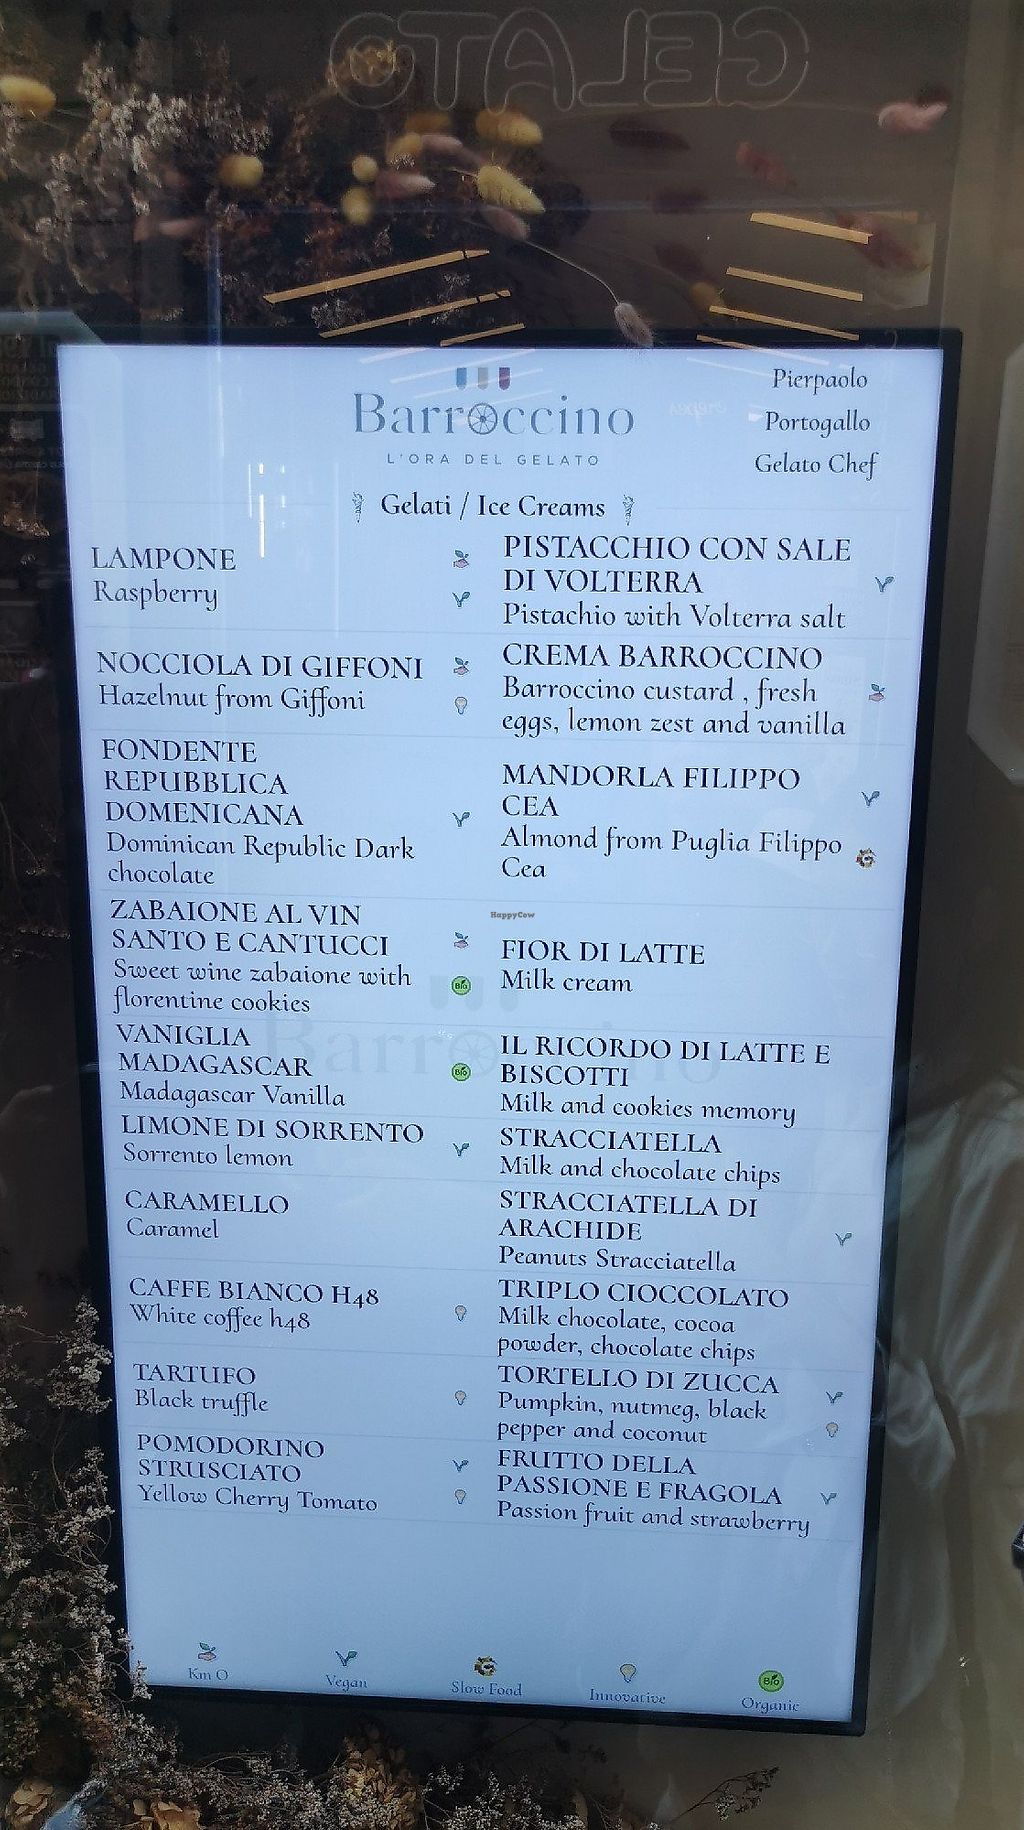 GELATO
Barroccino
L'ORA DEL GELATO
Pierpaolo
Portogallo
Gelato Chef
Gelati / Ice Creams
LAMPONE
Raspberry
NOCCIOLA DI GIFFONI
Hazelnut from Giffoni
FONDENTE
REPUBBLICA
DOMENICANA
Dominican Republic Dark
chocolate
ZABAIONE AL VIN
SANTO E CANTUCCI
Sweet wine zabaione with
florentine cookies
BIO
VANIGLIA
MADAGASCAR
Madagascar Vanilla
BIO
LIMONE DI SORRENTO
Sorrento lemon
CARAMELLO
Caramel
CAFFE BIANCO H48
White coffee h48
TARTUFO
Black truffle
POMODORINO
STRUSCIATO
Yellow Cherry Tomato
PISTACCHIO CON SALE
DI VOLTERRA
Pistachio with Volterra salt
CREMA BARROCCINO
Barroccino custard , fresh
eggs, lemon zest and vanilla
MANDORLA FILIPPO
CEA
Almond from Puglia Filippo
Cea
HappyCow
FIOR DI LATTE
Milk cream
Barroccino
IL RICORDO DI LATTE E
BISCOTTI
Milk and cookies memory
STRACCIATELLA
Milk and chocolate chips
STRACCIATELLA DI
ARACHIDE
Peanuts Stracciatella
TRIPLO CIOCCOLATO
Milk chocolate, cocoa
powder, chocolate chips
TORTELLO DI ZUCCA
Pumpkin, nutmeg, black
pepper and coconut
FRUTTO DELLA
PASSIONE E FRAGOLA
Passion fruit and strawberry
Km 0
Vegan
Slow Food
Innovative
BIO
Organic